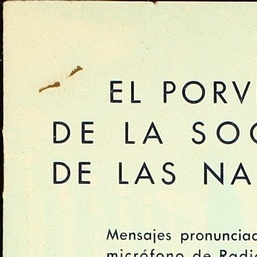 EL PORV
DE LA SOC
DE LAS NA
Mensajes pronunciad
micrófono de Radi